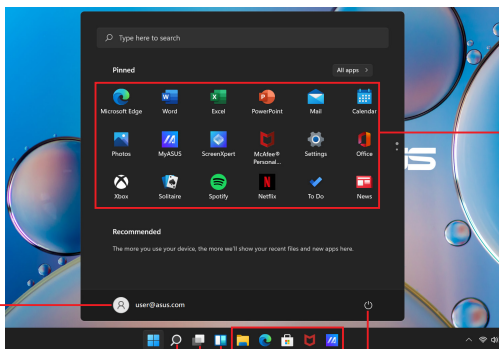 Type here to search
Pinned
All apps >
Microsoft Edge
Word
Excel
PowerPoint
Mail
Calendar
Photos
MyASUS
ScreenXpert
McAfee®
Personal...
Settings
Office
Xbox
Solitaire
Spotify
Netflix
To Do
News
Recommended
The more you use your device, the more we'll show your recent files and new apps here.
user@asus.com